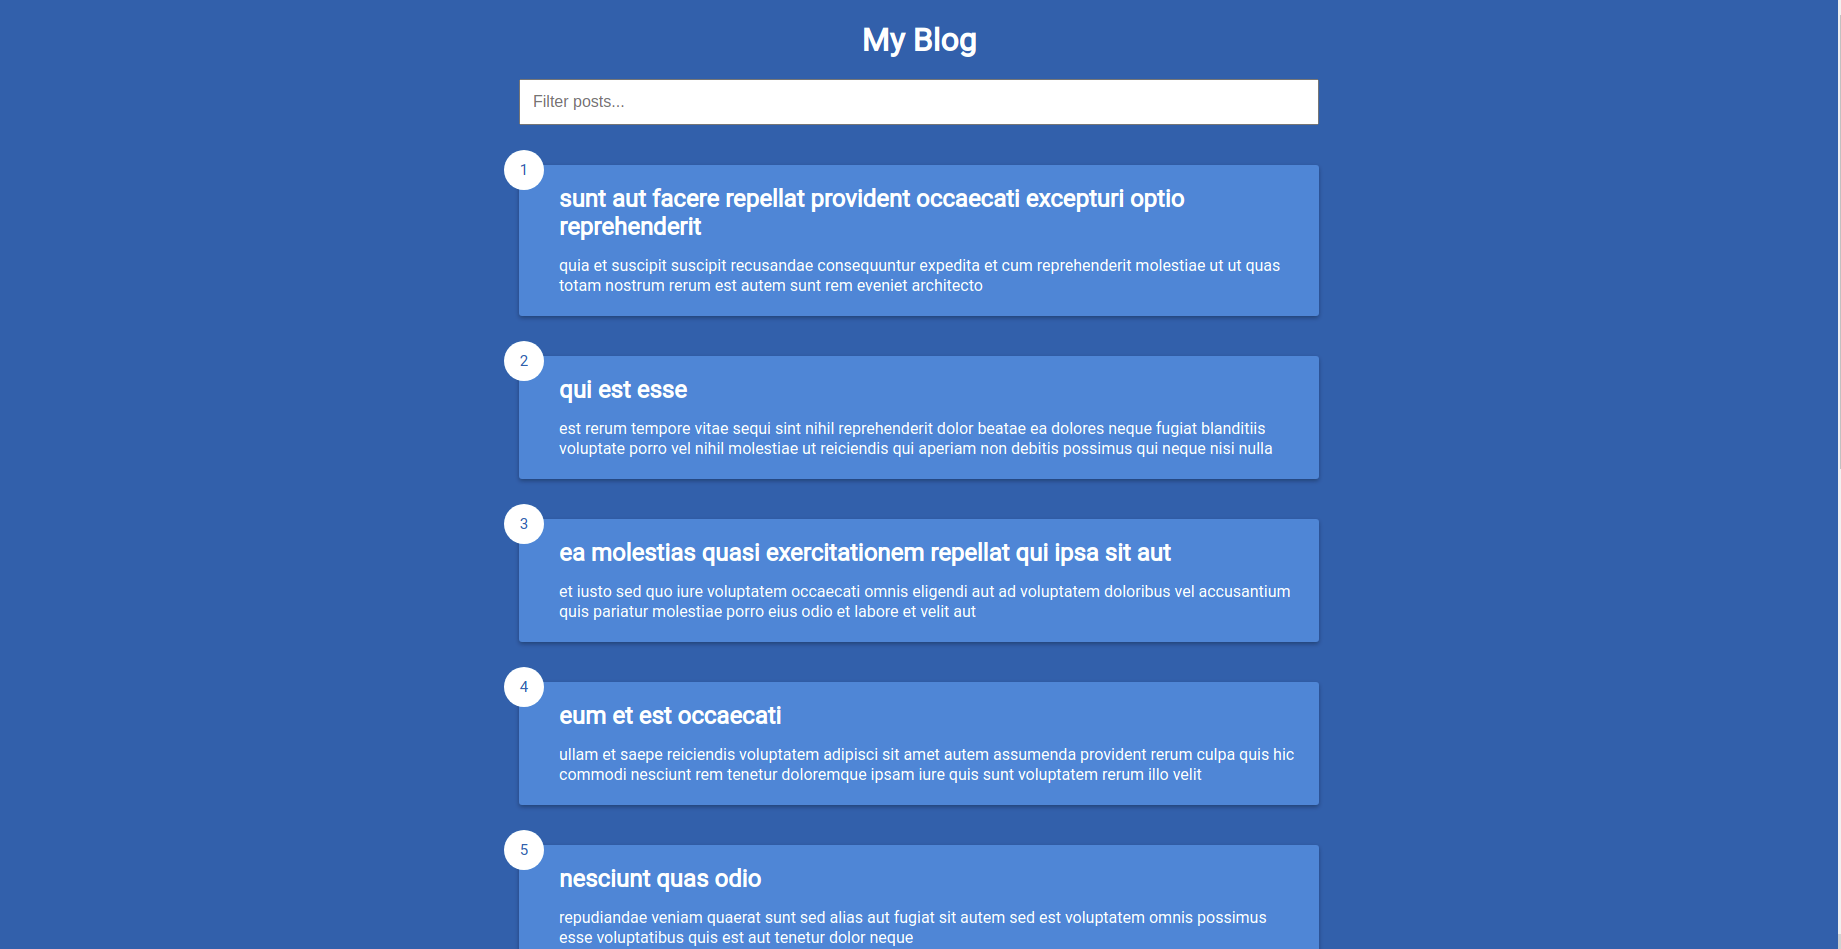 My Blog
Filter posts...
1
sunt aut facere repellat provident occaecati excepturi optio
reprehenderit
quia et suscipit suscipit recusandae consequuntur expedita et cum reprehenderit molestiae ut ut quas
totam nostrum rerum est autem sunt rem eveniet architecto
2
qui est esse
est rerum tempore vitae sequi sint nihil reprehenderit dolor beatae ea dolores neque fugiat blanditiis
voluptate porro vel nihil molestiae ut reiciendis qui aperiam non debitis possimus qui neque nisi nulla
3
ea molestias quasi exercitationem repellat qui ipsa sit aut
et iusto sed quo iure voluptatem occaecati omnis eligendi aut ad voluptatem doloribus vel accusantium
quis pariatur molestiae porro eius odio et labore et velit aut
4
eum et est occaecati
ullam et saepe reiciendis voluptatem adipisci sit amet autem assumenda provident rerum culpa quis hic
commodi nesciunt rem tenetur doloremque ipsam iure quis sunt voluptatem rerum illo velit
5
nesciunt quas odio
repudiandae veniam quaerat sunt sed alias aut fugiat sit autem sed est voluptatem omnis possimus
esse voluptatibus quis est aut tenetur dolor neque